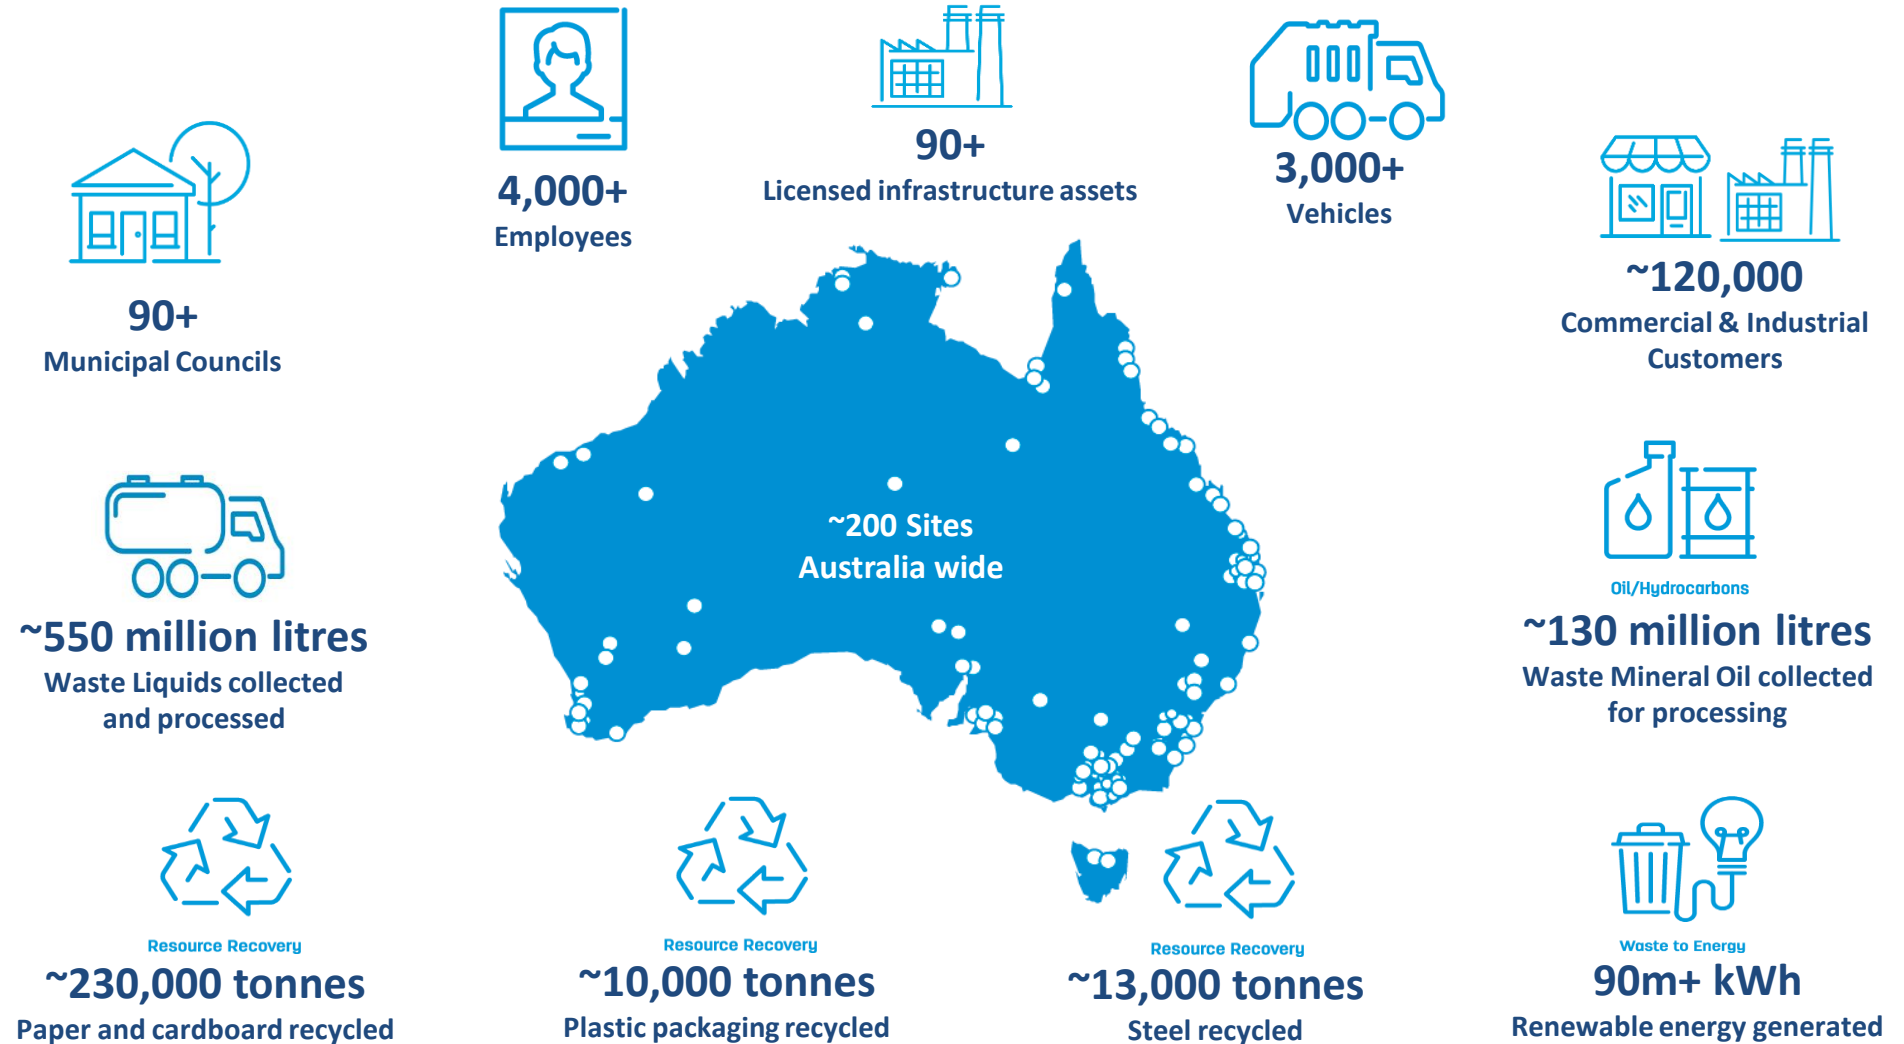 4,000+
Employees
90+
Licensed infrastructure assets
3,000+
Vehicles
90+
Municipal Councils
~120,000
Commercial & Industrial
Customers
~200 Sites
Australia wide
~550 million litres
Waste Liquids collected
and processed
Oil/Hydrocarbons
~130 million litres
Waste Mineral Oil collected
for processing
Resource Recovery
~230,000 tonnes
Paper and cardboard recycled
Resource Recovery
~10,000 tonnes
Plastic packaging recycled
Resource Recovery
~13,000 tonnes
Steel recycled
Waste to Energy
90m+ kWh
Renewable energy generated